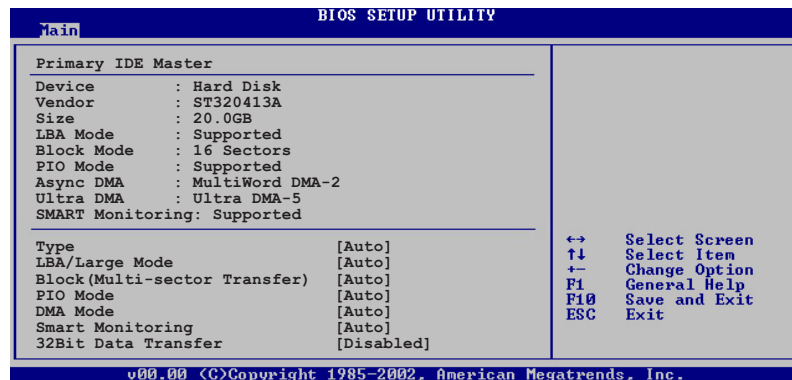 BIOS SETUP UTILITY
Main
Primary IDE Master
Device : Hard Disk
Vendor : ST320413A
Size : 20.0GB
LBA Mode : Supported
Block Mode : 16 Sectors
PIO Mode : Supported
Async DMA : MultiWord DMA-2
Ultra DMA : Ultra DMA-5
SMART Monitoring: Supported
Type [Auto]
LBA/Large Mode [Auto]
Block(Multi-sector Transfer) [Auto]
PIO Mode [Auto]
DMA Mode [Auto]
Smart Monitoring [Auto]
32Bit Data Transfer [Disabled]
←→ Select Screen
↑↓ Select Item
+- Change Option
F1 General Help
F10 Save and Exit
ESC Exit
v00.00 (C)Copyright 1985-2002, American Megatrends, Inc.